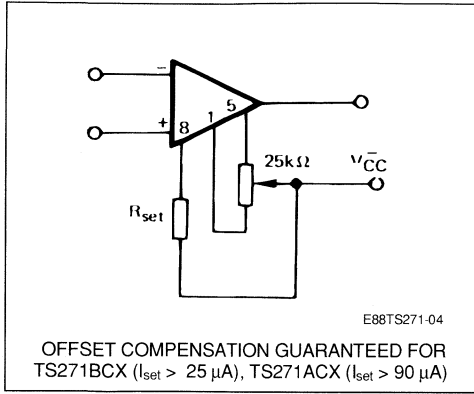 −
+
8
1
5
25kΩ
V̄CC
Rset
E88TS271-04
OFFSET COMPENSATION GUARANTEED FOR
TS271BCX (Iset > 25 μA), TS271ACX (Iset > 90 μA)